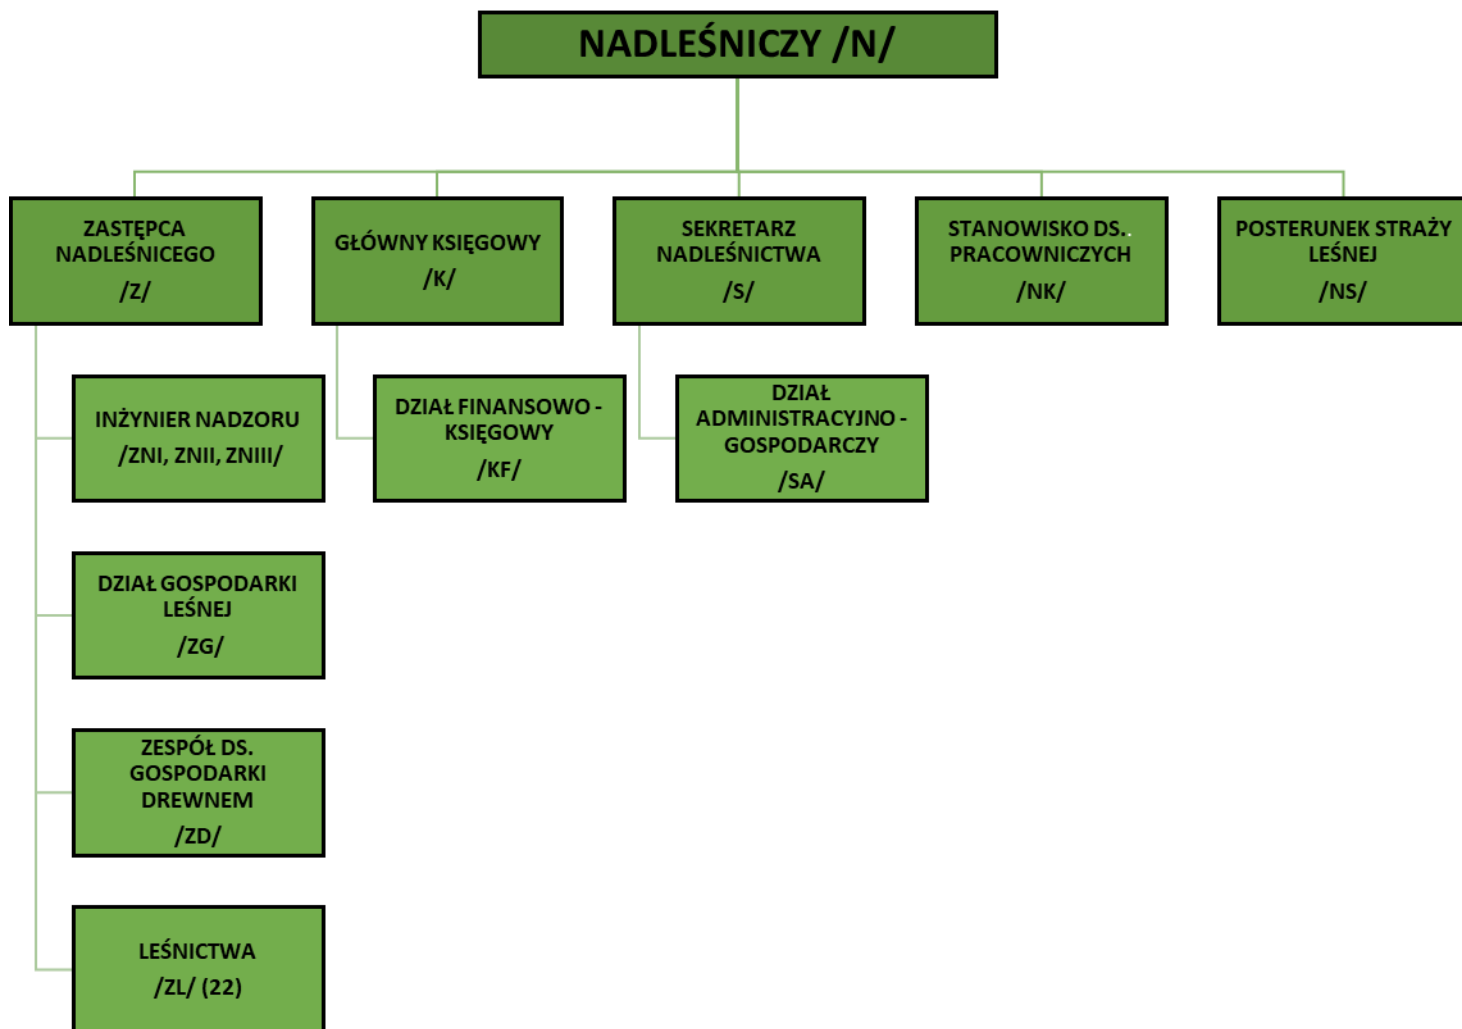 NADLEŚNICZY /N/
ZASTĘPCA
NADLEŚNICEGO
/Z/
GŁÓWNY KSIĘGOWY
/K/
SEKRETARZ
NADLEŚNICTWA
/S/
STANOWISKO DS..
PRACOWNICZYCH
/NK/
POSTERUNEK STRAŻY
LEŚNEJ
/NS/
INŻYNIER NADZORU
/ZNI, ZNII, ZNIII/
DZIAŁ FINANSOWO -
KSIĘGOWY
/KF/
DZIAŁ
ADMINISTRACYJNO -
GOSPODARCZY
/SA/
DZIAŁ GOSPODARKI
LEŚNEJ
/ZG/
ZESPÓŁ DS.
GOSPODARKI
DREWNEM
/ZD/
LEŚNICTWA
/ZL/ (22)